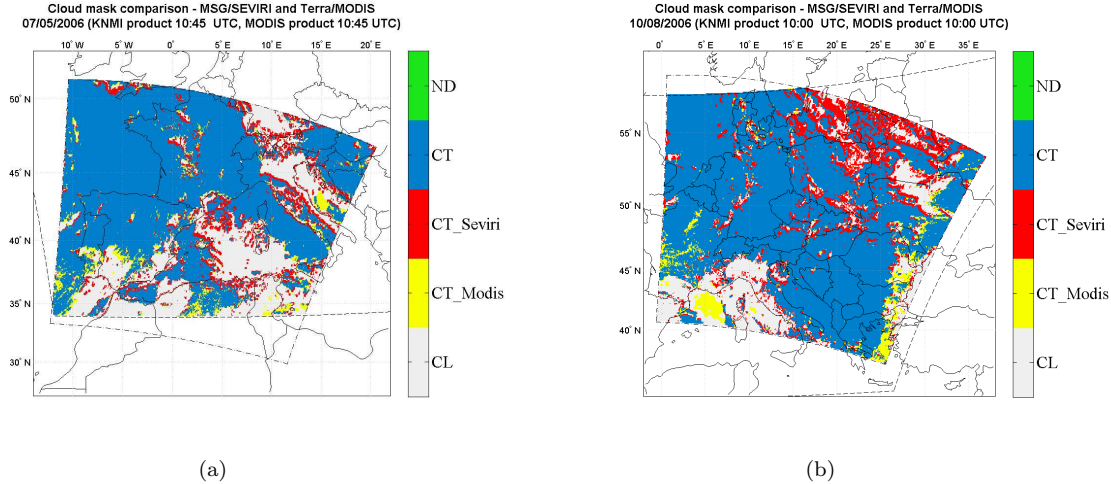 Cloud mask comparison - MSG/SEVIRI and Terra/MODIS
07/05/2006 (KNMI product 10:45 UTC, MODIS product 10:45 UTC)
10° W 5° W 0° 5° E 10° E 15° E 20° E
50° N
45° N
40° N
35° N
30° N
ND
CT
CT_Seviri
CT_Modis
CL
(a)
Cloud mask comparison - MSG/SEVIRI and Terra/MODIS
10/08/2006 (KNMI product 10:00 UTC, MODIS product 10:00 UTC)
0° 5° E 10° E 15° E 20° E 25° E 30° E 35° E
55° N
50° N
45° N
40° N
ND
CT
CT_Seviri
CT_Modis
CL
(b)